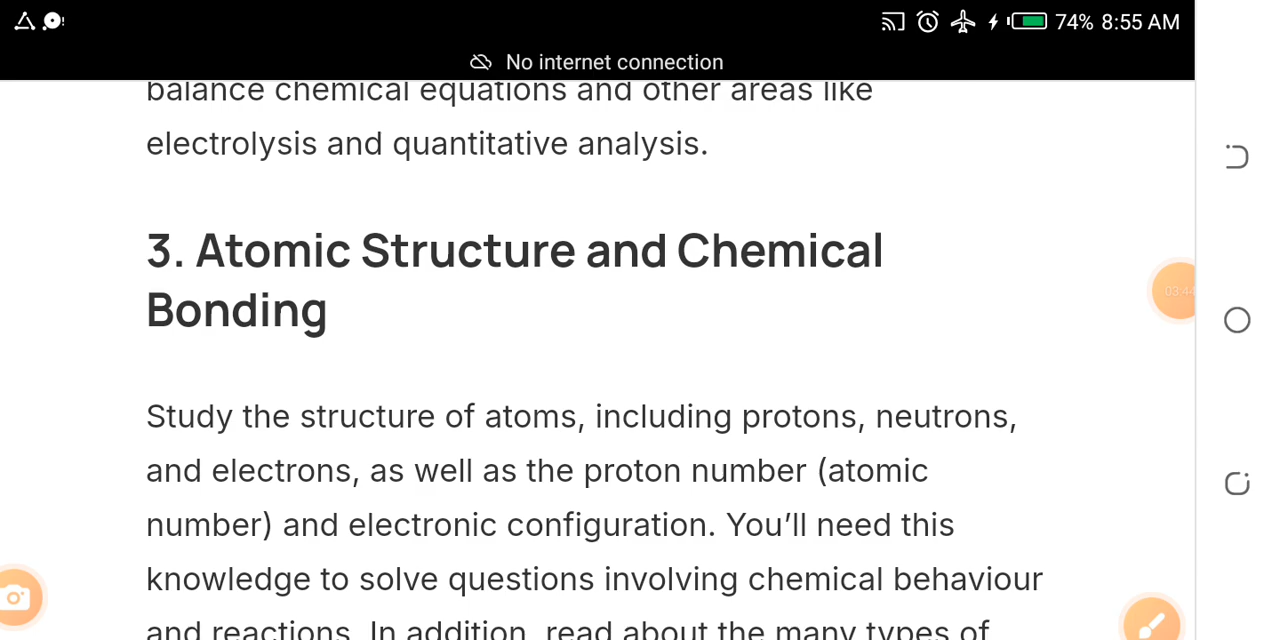 74% 8:55 AM
No internet connection
balance chemical equations and other areas like
electrolysis and quantitative analysis.
3. Atomic Structure and Chemical
Bonding
03:44
Study the structure of atoms, including protons, neutrons,
and electrons, as well as the proton number (atomic
number) and electronic configuration. You’ll need this
knowledge to solve questions involving chemical behaviour
and reactions. In addition, read about the many types of